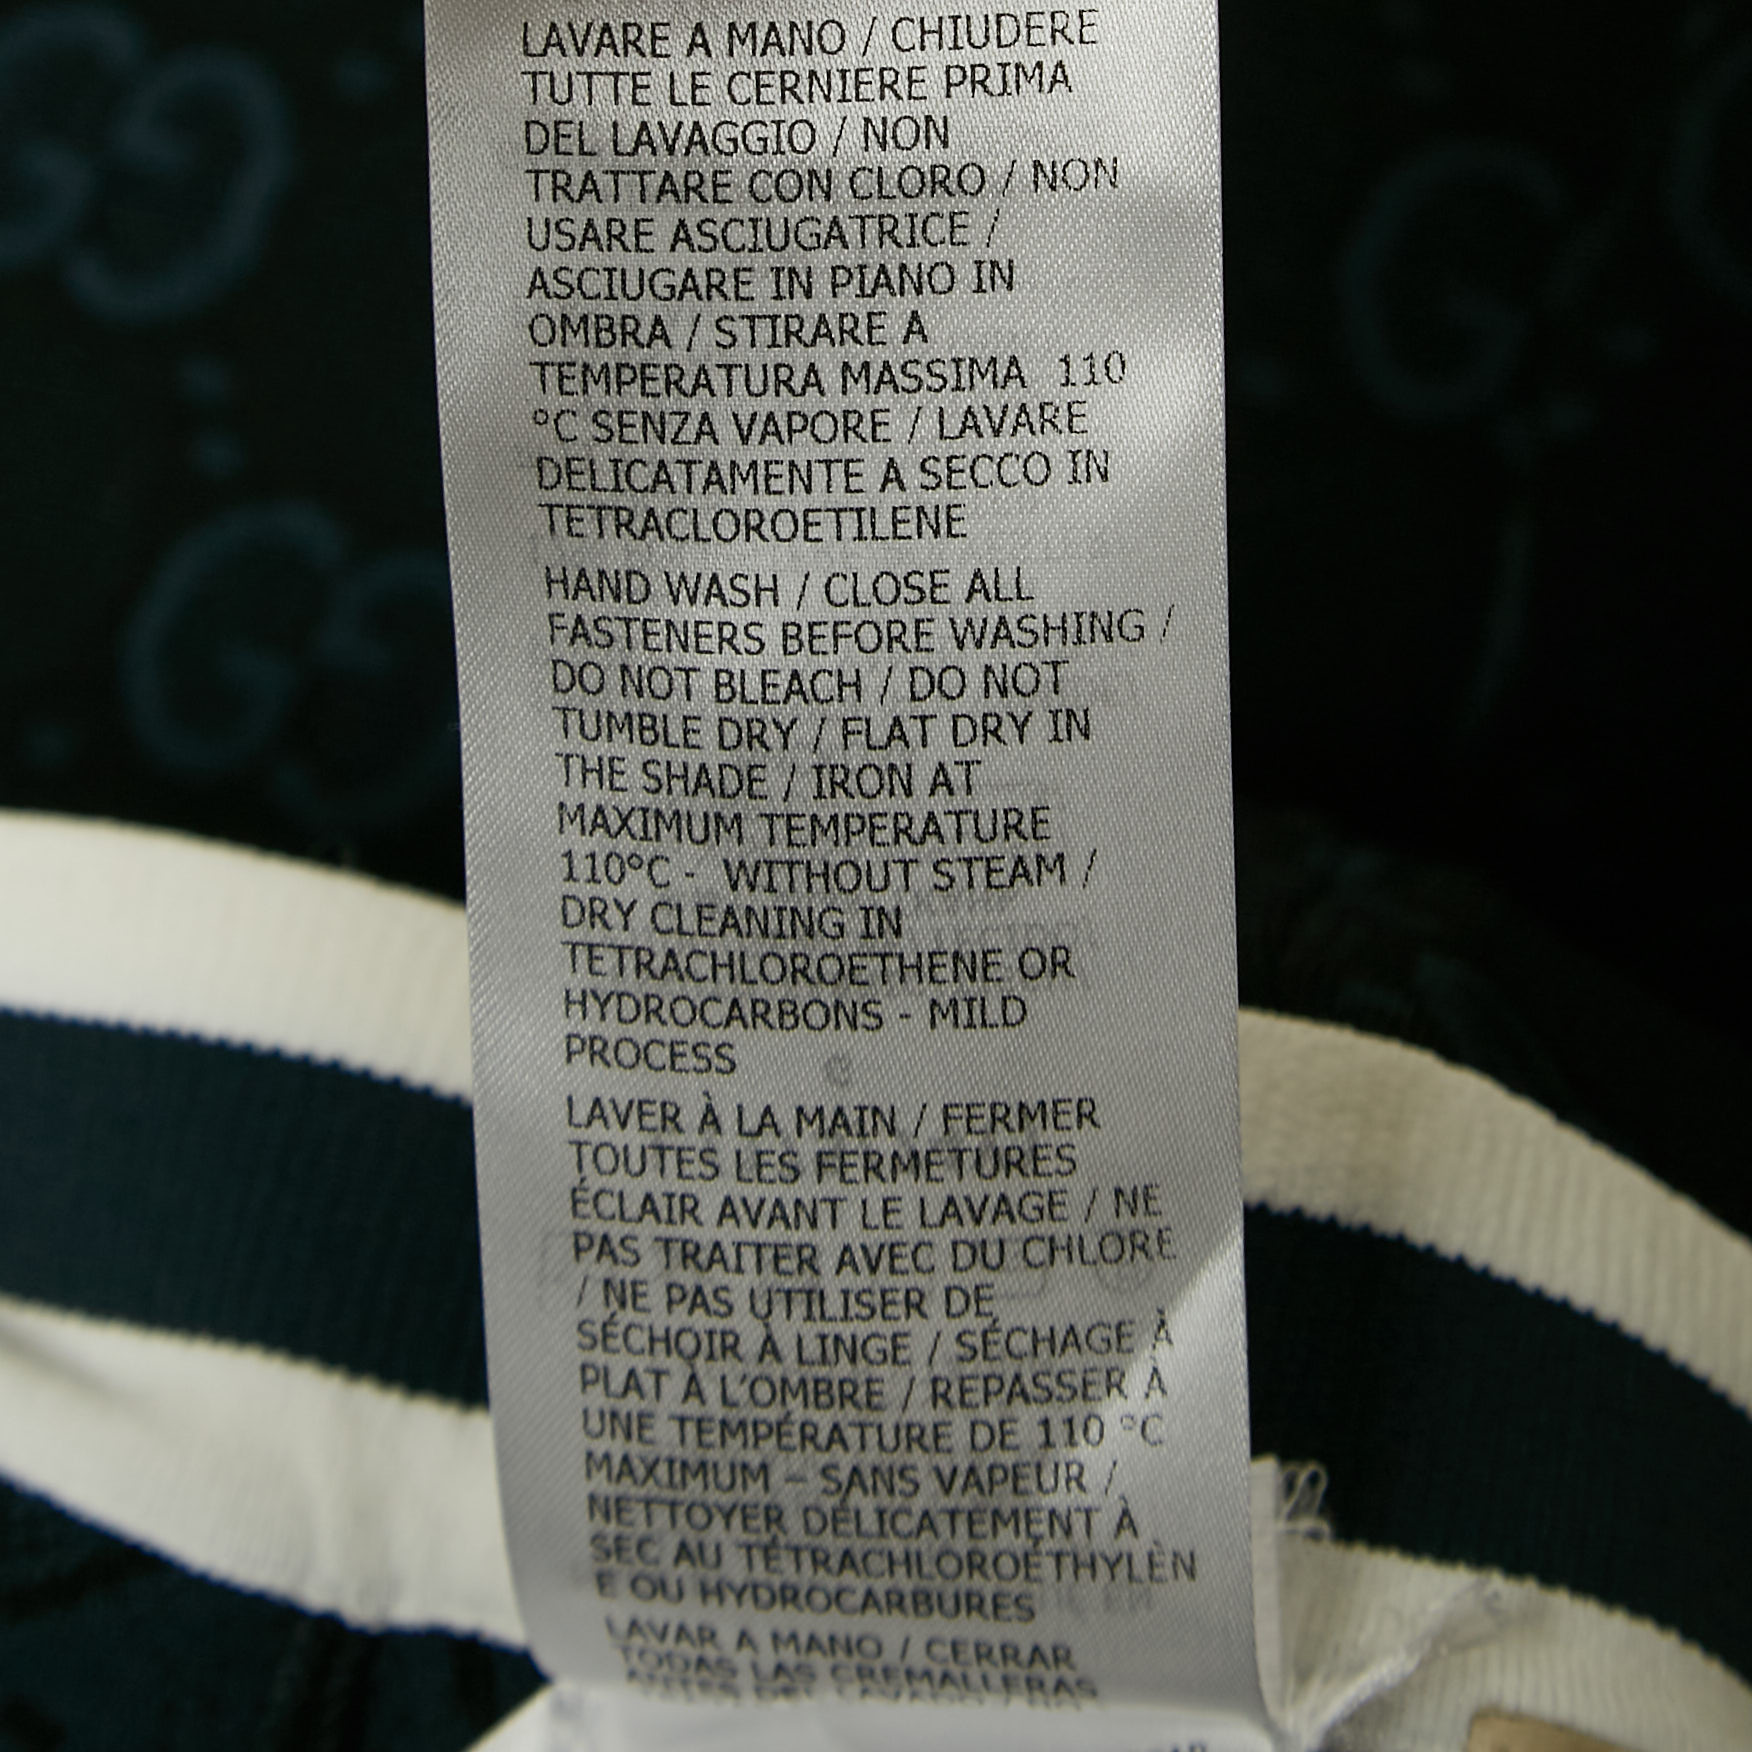 LAVARE A MANO / CHIUDERE
TUTTE LE CERNIERE PRIMA
DEL LAVAGGIO / NON
TRATTARE CON CLORO / NON
USARE ASCIUGATRICE /
ASCIUGARE IN PIANO IN
OMBRA / STIRARE A
TEMPERATURA MASSIMA 110
°C SENZA VAPORE / LAVARE
DELICATAMENTE A SECCO IN
TETRACLOROETILENE
HAND WASH / CLOSE ALL
FASTENERS BEFORE WASHING /
DO NOT BLEACH / DO NOT
TUMBLE DRY / FLAT DRY IN
THE SHADE / IRON AT
MAXIMUM TEMPERATURE
110°C - WITHOUT STEAM /
DRY CLEANING IN
TETRACHLOROETHENE OR
HYDROCARBONS - MILD
PROCESS
LAVER À LA MAIN / FERMER
TOUTES LES FERMETURES
ÉCLAIR AVANT LE LAVAGE / NE
PAS TRAITER AVEC DU CHLORE
/ NE PAS UTILISER DE
SÉCHOIR À LINGE / SÉCHAGE À
PLAT À L'OMBRE / REPASSER À
UNE TEMPÉRATURE DE 110 °C
MAXIMUM – SANS VAPEUR /
NETTOYER DÉLICATEMENT À
SEC AU TÉTRACHLOROÉTHYLÈN
E OU HYDROCARBURES
LAVAR A MANO / CERRAR
TODAS LAS CREMALLERAS